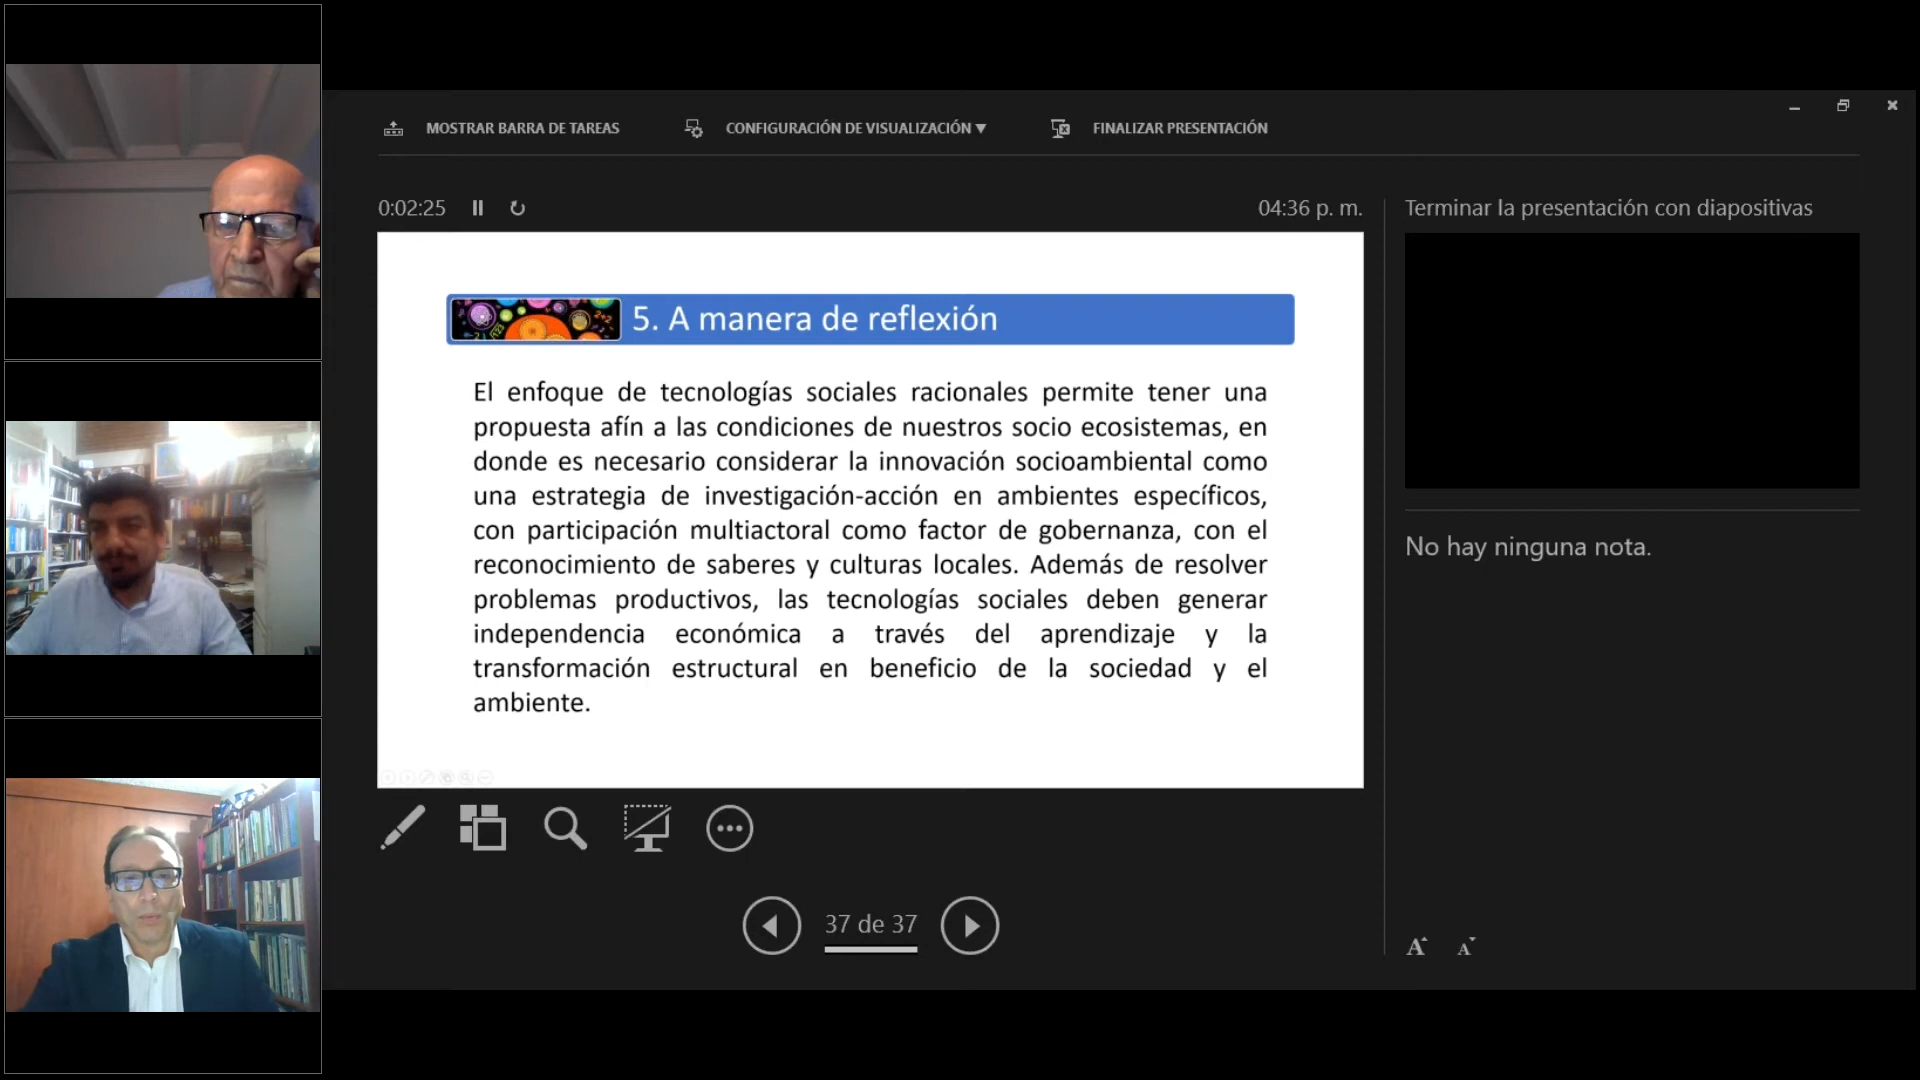 MOSTRAR BARRA DE TAREAS
CONFIGURACIÓN DE VISUALIZACIÓN ▼
FINALIZAR PRESENTACIÓN
0:02:25
04:36 p. m.
5. A manera de reflexión
El enfoque de tecnologías sociales racionales permite tener una
propuesta afín a las condiciones de nuestros socio ecosistemas, en
donde es necesario considerar la innovación socioambiental como
una estrategia de investigación-acción en ambientes específicos,
con participación multiactoral como factor de gobernanza, con el
reconocimiento de saberes y culturas locales. Además de resolver
problemas productivos, las tecnologías sociales deben generar
independencia económica a través del aprendizaje y la
transformación estructural en beneficio de la sociedad y el
ambiente.
37 de 37
Terminar la presentación con diapositivas
No hay ninguna nota.
A A